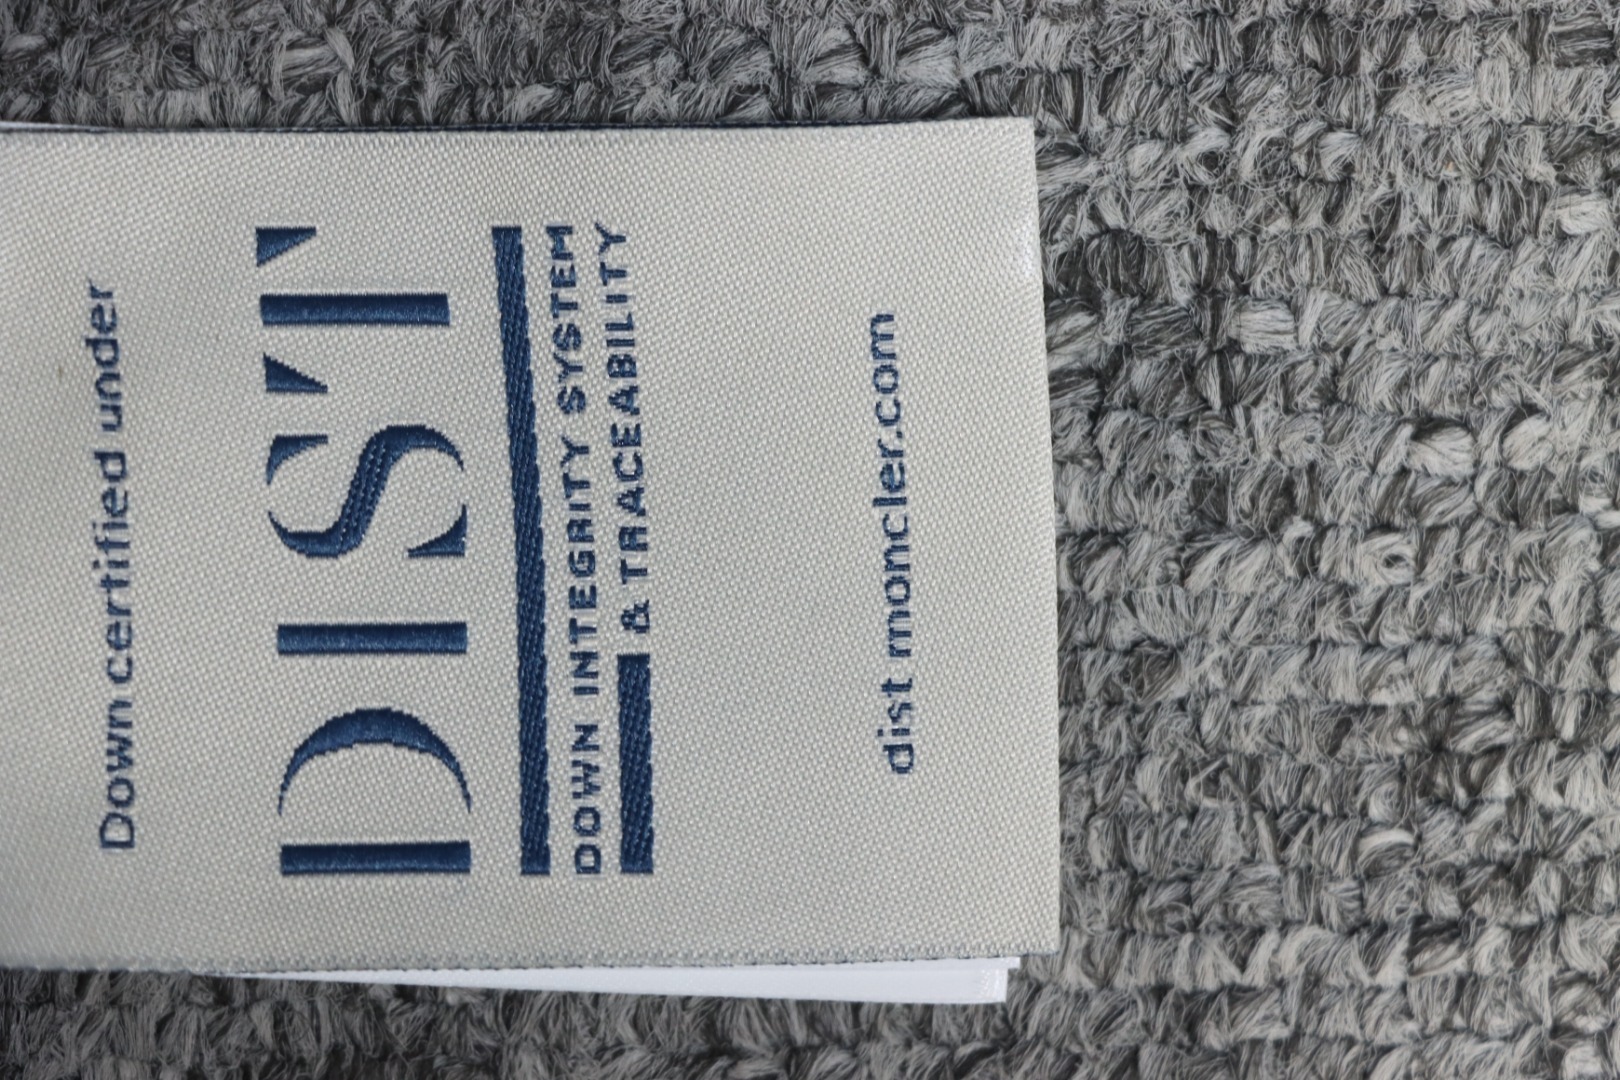 Down certified under
DIST
DOWN INTEGRITY SYSTEM
& TRACEABILITY
dist moncler.com